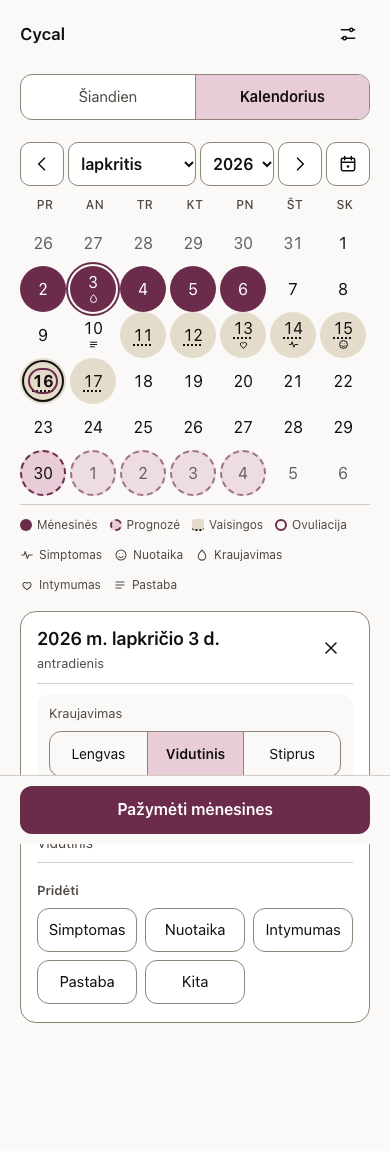 Cycal
Šiandien Kalendorius
lapkritis 2026
PR AN TR KT PN ŠT SK
26 27 28 29 30 31 1
2 3 4 5 6 7 8
9 10 11 12 13 14 15
16 17 18 19 20 21 22
23 24 25 26 27 28 29
30 1 2 3 4 5 6
Mėnesinės Prognozė Vaisingos Ovuliacija
Simptomas Nuotaika Kraujavimas
Intymumas Pastaba
2026 m. lapkričio 3 d.
antradienis
Kraujavimas
Lengvas Vidutinis Stiprus
Pažymėti mėnesines
Vidutinis
Pridėti
Simptomas Nuotaika Intymumas
Pastaba Kita